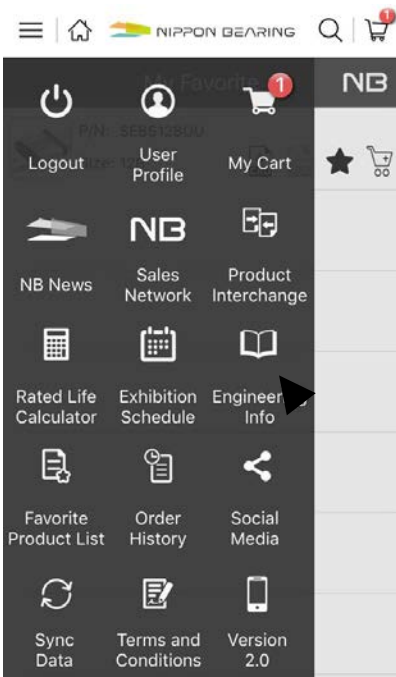 NIPPON BEARING
1
My Favorite
NB
1
P/N:
Logout
User
Profile
My Cart
NB
NB News
Sales
Network
Product
Interchange
Rated Life
Calculator
Exhibition
Schedule
Engineering
Info
Favorite
Product List
Order
History
Social
Media
Sync
Data
Terms and
Conditions
Version
2.0